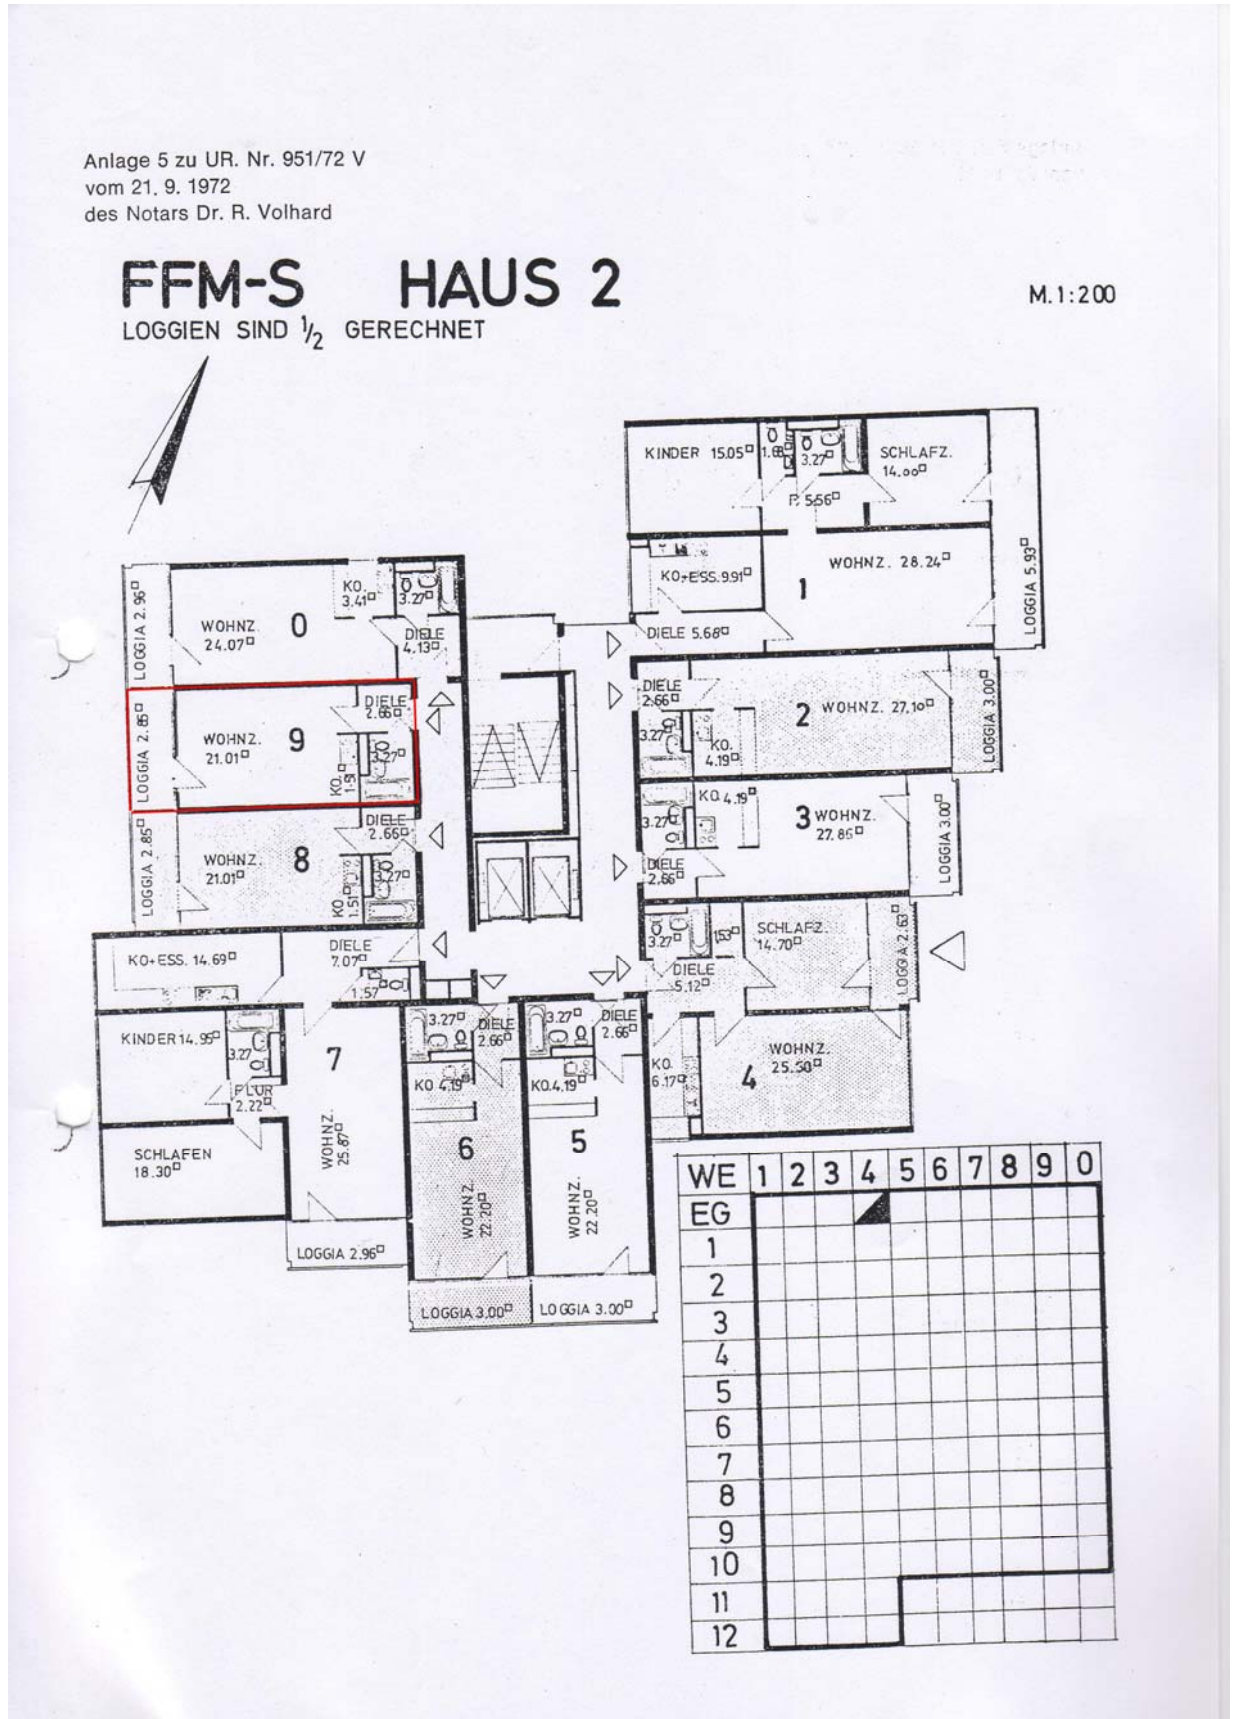 Anlage 5 zu UR. Nr. 951/72 V
vom 21. 9. 1972
des Notars Dr. R. Volhard
FFM-S HAUS 2
M. 1:200
LOGGIEN SIND 1/2 GERECHNET
KINDER 15.05□
1.68
3.27□
SCHLAFZ.
14.00□
5.56□
KO+ESS. 9.91□
1
WOHNZ. 28.24□
LOGGIA 5.93□
DIELE 5.68□
LOGGIA 2.96□
WOHNZ.
24.07□
0
KO.
3.41□
3.27□
DIELE
4.13□
LOGGIA 2.85□
WOHNZ.
21.01□
9
DIELE
2.66□
KO.
1.51
3.27□
DIELE
2.66□
3.27□
KO.
4.19□
2
WOHNZ. 27.10□
LOGGIA 3.00□
LOGGIA 2.85□
WOHNZ.
21.01□
8
DIELE
2.66□
KO.
1.51□
3.27□
KO. 4.19□
3.27□
DIELE
2.66□
3 WOHNZ.
27.86□
LOGGIA 3.00□
KO+ESS. 14.69□
DIELE
7.07□
1.57□
KINDER 14.95□
3.27
FLUR
2.22□
7
SCHLAFEN
18.30□
WOHNZ.
25.87□
LOGGIA 2.96□
3.27□
DIELE
2.66□
KO. 4.19□
6
WOHNZ.
22.20□
LOGGIA 3.00□
3.27□
DIELE
2.66□
KO. 4.19□
5
WOHNZ.
22.20□
LOGGIA 3.00□
3.27□
1.53□
SCHLAFZ.
14.70□
LOGGIA 2.63□
DIELE
5.12□
KO.
6.17□
4
WOHNZ.
25.50□
WE 1 2 3 4 5 6 7 8 9 0
EG
1
2
3
4
5
6
7
8
9
10
11
12